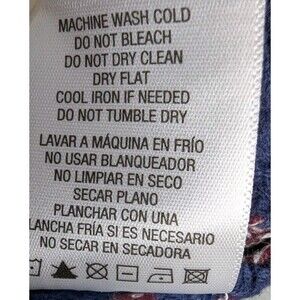 MACHINE WASH COLD
DO NOT BLEACH
DO NOT DRY CLEAN
DRY FLAT
COOL IRON IF NEEDED
DO NOT TUMBLE DRY
LAVAR A MÁQUINA EN FRÍO
NO USAR BLANQUEADOR
NO LIMPIAR EN SECO
SECAR PLANO
PLANCHAR CON UNA
PLANCHA FRÍA SI ES NECESARIO
NO SECAR EN SECADORA